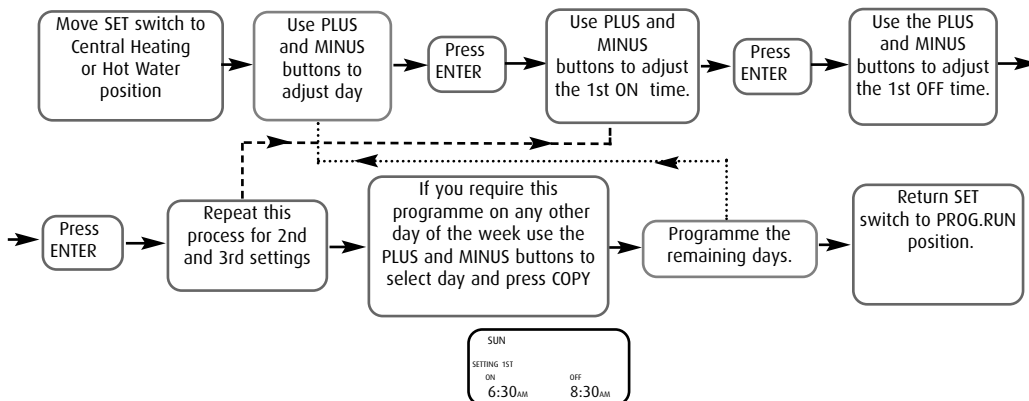 Move SET switch to
Central Heating
or Hot Water
position
Use PLUS
and MINUS
buttons to
adjust day
Press
ENTER
Use PLUS and
MINUS
buttons to adjust
the 1st ON time.
Press
ENTER
Use the PLUS
and MINUS
buttons to adjust
the 1st OFF time.
Press
ENTER
Repeat this
process for 2nd
and 3rd settings
If you require this
programme on any other
day of the week use the
PLUS and MINUS buttons to
select day and press COPY
Programme the
remaining days.
Return SET
switch to PROG.RUN
position.
SUN
SETTING 1ST
ON OFF
6:30AM 8:30AM